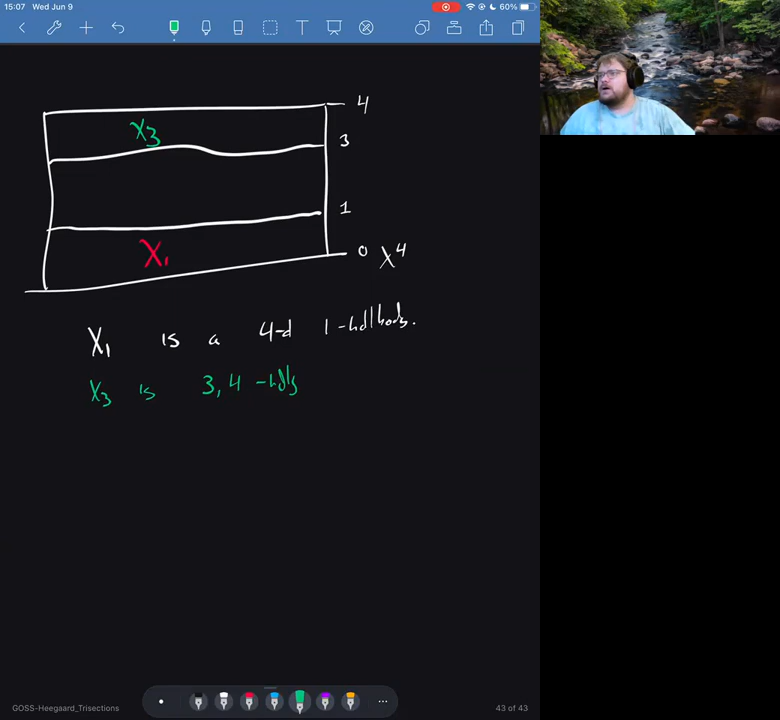 15:07 Wed Jun 9
60%
4
X3
3
1
X1
0 X4
X1 is a 4-d 1-hdlbody.
X3 is 3,4-hdls
GOSS-Heegaard_Trisections
43 of 43